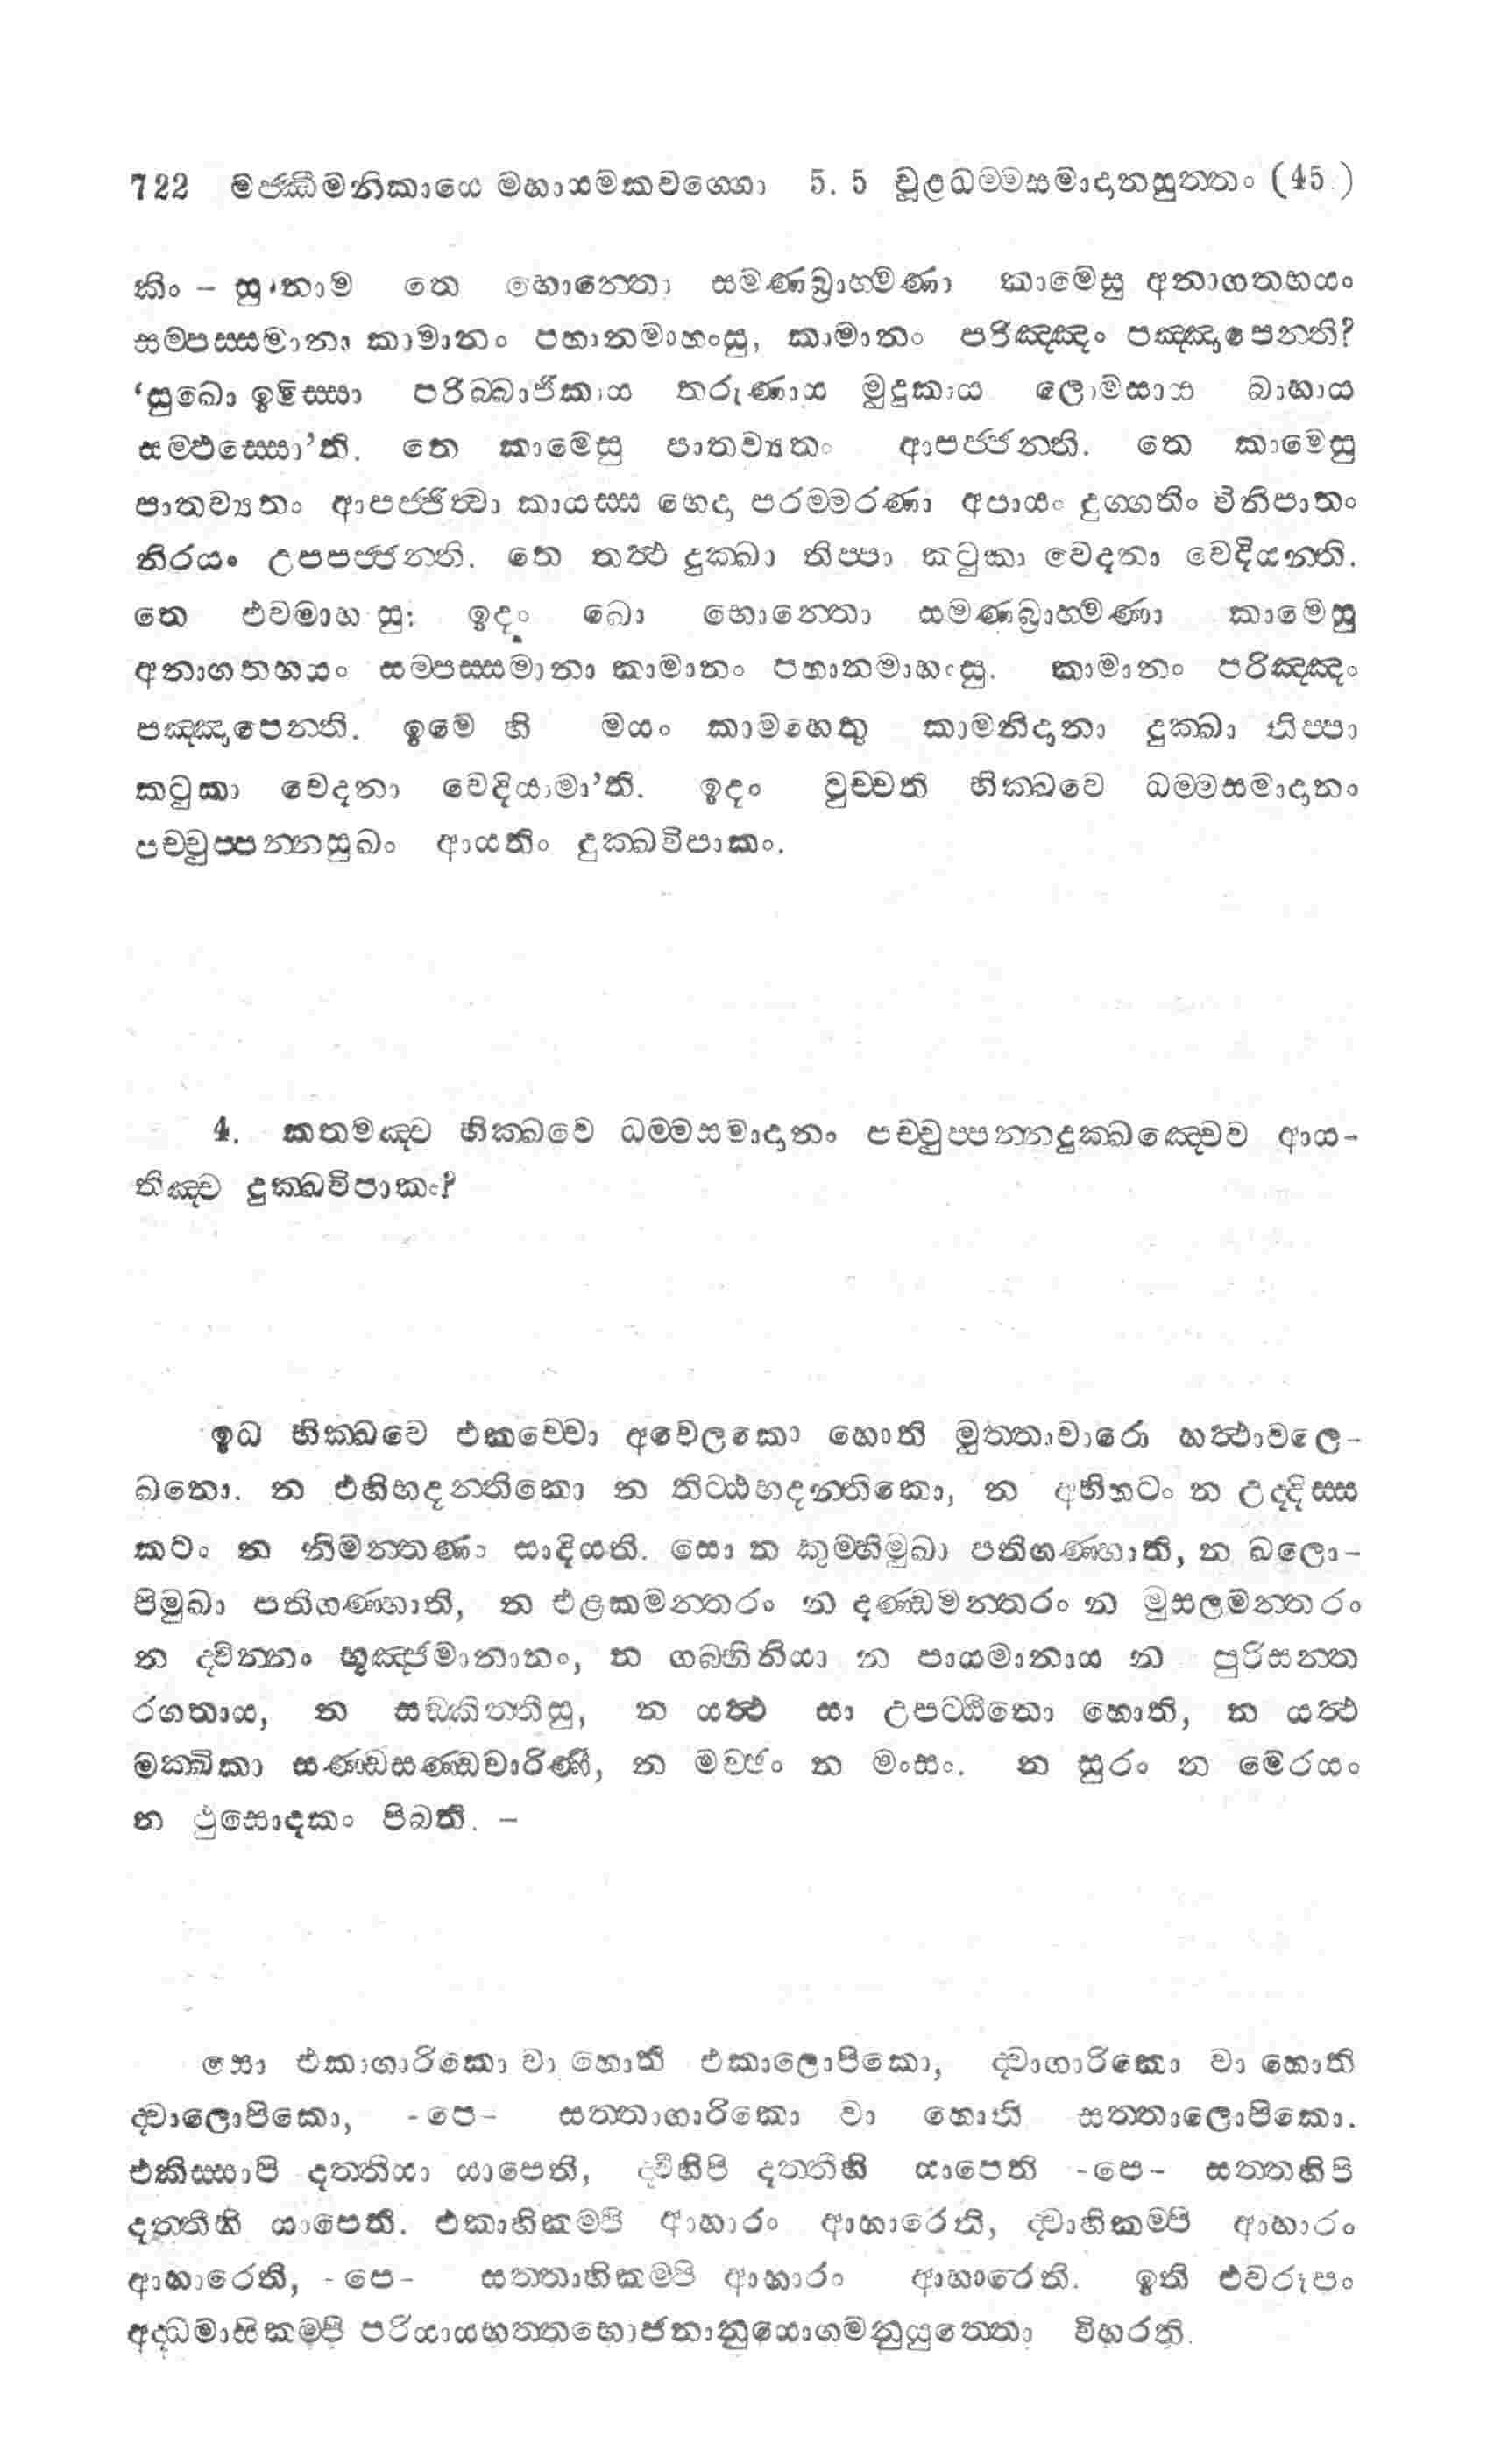 722 මජ්ඣිමනිකායෙ මහායමකවග්ගො 5. 5 චූළධම්මසමාදානසුත්තං (45.)
කිං - සු නාම තෙ භොන්තො සමණබ්‍රාහ්මණා කාමෙසු අනාගතභයං
සම්පස්සමානා කාමානං පහානමාහංසු, කාමානං පරිඤ්ඤං පඤ්ඤාපෙන්ති?
‘සුඛො ඉමිස්සා පරිබ්බාජිකාය තරුණාය මුදුකාය ලොමසාය බාහාය
සම්ඵස්සො’ති. තෙ කාමෙසු පාතව්‍යතං ආපජ්ජන්ති. තෙ කාමෙසු
පාතව්‍යතං ආපජ්ජිත්වා කායස්ස භෙදා පරම්මරණා අපායං දුග්ගතිං විනිපාතං
නිරයං උපපජ්ජන්ති. තෙ තත්ථ දුක්ඛා තිප්පා කටුකා වෙදනා වෙදියන්ති.
තෙ එවමාහ සු: ඉදං ඛො භොන්තො සමණබ්‍රාහ්මණා කාමෙසු
අනාගතභයං සම්පස්සමානා කාමානං පහානමාහංසු. කාමානං පරිඤ්ඤං
පඤ්ඤාපෙන්ති. ඉමෙ හි මයං කාමහෙතු කාමනිදානා දුක්ඛා තිප්පා
කටුකා වෙදනා වෙදියාමා’ති. ඉදං වුච්චති භික්ඛවෙ ධම්මසමාදානං
පච්චුප්පන්නසුඛං ආයතිං දුක්ඛවිපාකං.
4. කතමඤ්ච භික්ඛවෙ ධම්මසමාදානං පච්චුප්පන්නදුක්ඛඤ්චෙව ආය-
තිඤ්ච දුක්ඛවිපාකං?
ඉධ භික්ඛවෙ එකච්චො අචෙලකො හොති මුත්තාචාරො හත්ථාවලෙ-
ඛනො. න එහිභදන්තිකො න තිට්ඨභදන්තිකො, න අභිහටං න උද්දිස්ස
කටං න නිමන්තණං සාදියති. සො න කුම්භිමුඛා පතිගණ්හාති, න ඛලො-
පිමුඛා පතිගණ්හාති, න එළකමන්තරං න දණ්ඩමන්තරං න මුසලමන්තරං
න ද්වින්නං භුඤ්ජමානානං, න ගබ්භිනියා න පායමානාය න පුරිසන්ත
රගතාය, න සඞ්කිත්තීසු, න යත්ථ සා උපට්ඨිතො හොති, න යත්ථ
මක්ඛිකා සණ්ඩසණ්ඩචාරිණී, න මච්ඡං න මංසං. න සුරං න මෙරයං
න ථුසොදකං පිබති. –
සො එකාගාරිකො වා හොති එකාලොපිකො, ද්වාගාරිකො වා හොති
ද්වාලොපිකො, -පෙ- සත්තාගාරිකො වා හොති සත්තාලොපිකො.
එකිස්සාපි දත්තියා යාපෙති, ද්වීහිපි දත්තීහි යාපෙති -පෙ- සත්තහිපි
දත්තීහි යාපෙති. එකාහිකම්පි ආහාරං ආහාරෙති, ද්වාහිකම්පි ආහාරං
ආහාරෙති, -පෙ- සත්තාහිකම්පි ආහාරං ආහාරෙති. ඉති එවරූපං
අද්ධමාසිකම්පි පරියායභත්තභොජනානුයොගමනුයුත්තො විහරති.